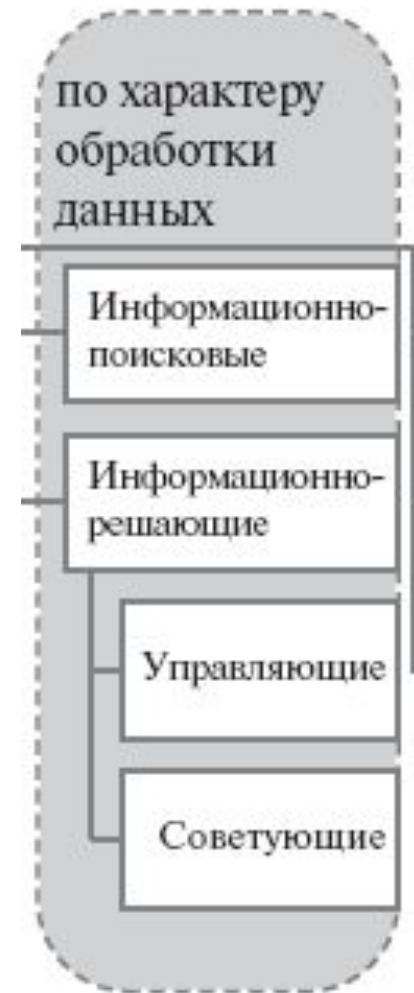 по характеру
обработки
данных
Информационно-
поисковые
Информационно-
решающие
Управляющие
Советующие